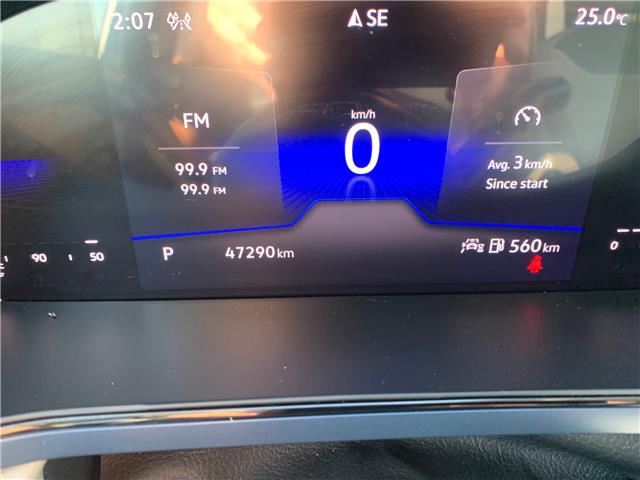 2:07 SE 25.0°C
km/h
FM
0
99.9 FM
99.9 FM
Avg. 3 km/h
Since start
P 47290 km 560 km
90 50 0